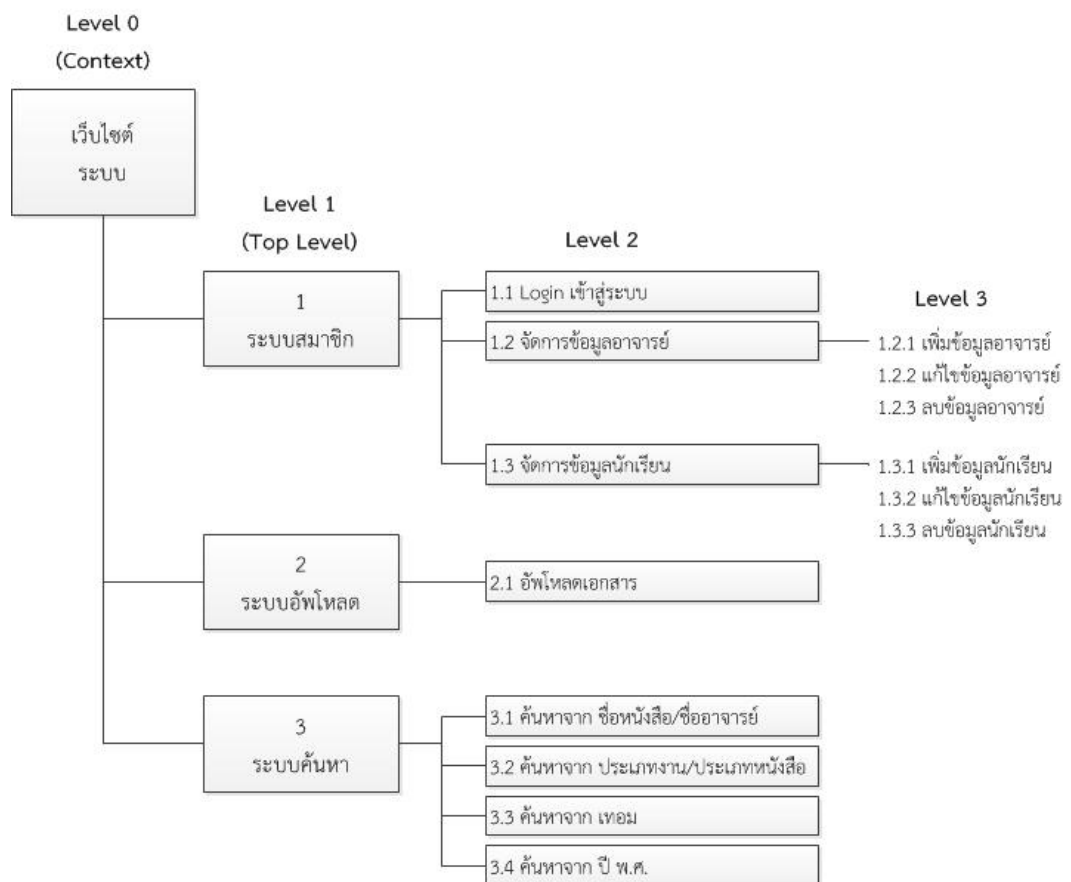 Level 0
(Context)
เว็บไซต์
ระบบ
Level 1
(Top Level)
Level 2
Level 3
1
ระบบสมาชิก
1.1 Login เข้าสู่ระบบ
1.2 จัดการข้อมูลอาจารย์
1.2.1 เพิ่มข้อมูลอาจารย์
1.2.2 แก้ไขข้อมูลอาจารย์
1.2.3 ลบข้อมูลอาจารย์
1.3 จัดการข้อมูลนักเรียน
1.3.1 เพิ่มข้อมูลนักเรียน
1.3.2 แก้ไขข้อมูลนักเรียน
1.3.3 ลบข้อมูลนักเรียน
2
ระบบอัพโหลด
2.1 อัพโหลดเอกสาร
3
ระบบค้นหา
3.1 ค้นหาจาก ชื่อหนังสือ/ชื่ออาจารย์
3.2 ค้นหาจาก ประเภทงาน/ประเภทหนังสือ
3.3 ค้นหาจาก เทอม
3.4 ค้นหาจาก ปี พ.ศ.